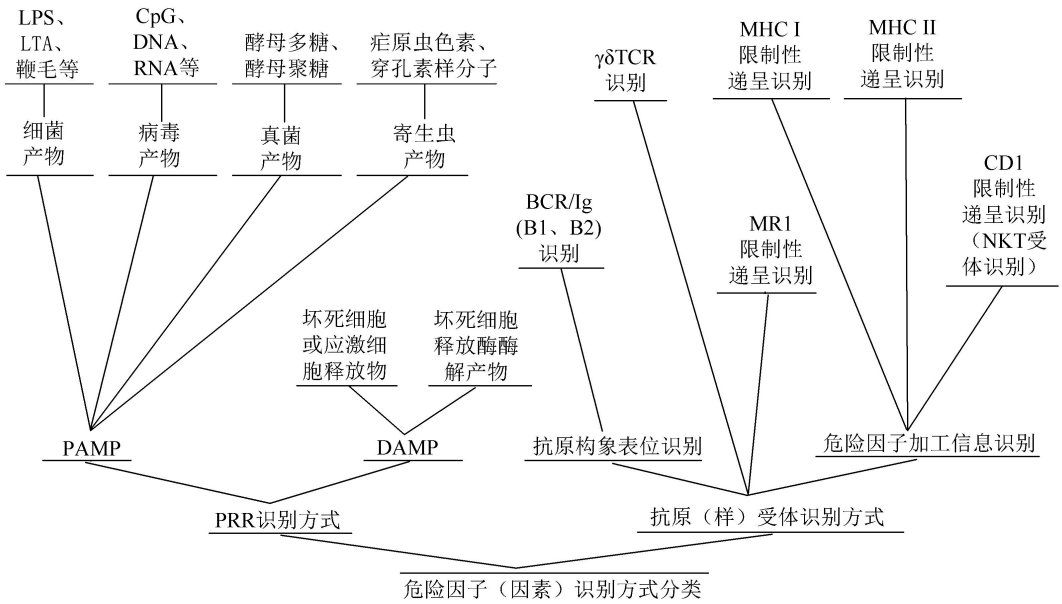 LPS、
LTA、
鞭毛等
CpG、
DNA、
RNA等
酵母多糖、
酵母聚糖
疟原虫色素、
穿孔素样分子
γδTCR
识别
MHC I
限制性
递呈识别
MHC II
限制性
递呈识别
细菌
产物
病毒
产物
真菌
产物
寄生虫
产物
BCR/Ig
(B1、B2)
识别
MR1
限制性
递呈识别
CD1
限制性
递呈识别
（NKT受
体识别）
坏死细胞
或应激细
胞释放物
坏死细胞
释放酶酶
解产物
PAMP
DAMP
抗原构象表位识别
危险因子加工信息识别
PRR识别方式
抗原（样）受体识别方式
危险因子（因素）识别方式分类